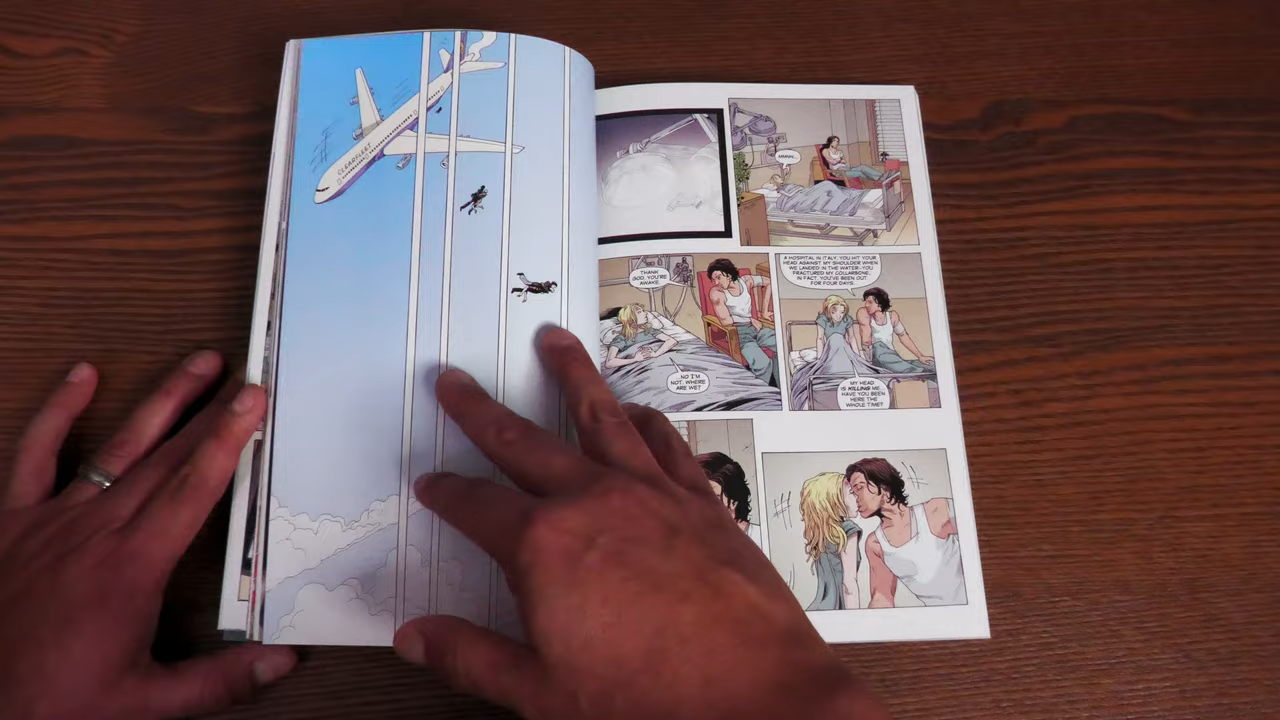 CLEARFLEET
MMNN...
THANK
GOD, YOU'RE
AWAKE.
...NO I'M
NOT. WHERE
ARE WE?
A HOSPITAL IN ITALY. YOU HIT YOUR
HEAD AGAINST MY SHOULDER WHEN
WE LANDED IN THE WATER--YOU
FRACTURED MY COLLARBONE,
IN FACT. YOU'VE BEEN OUT
FOR FOUR DAYS.
MY HEAD
IS KILLING ME.
HAVE YOU BEEN
HERE THE
WHOLE TIME?